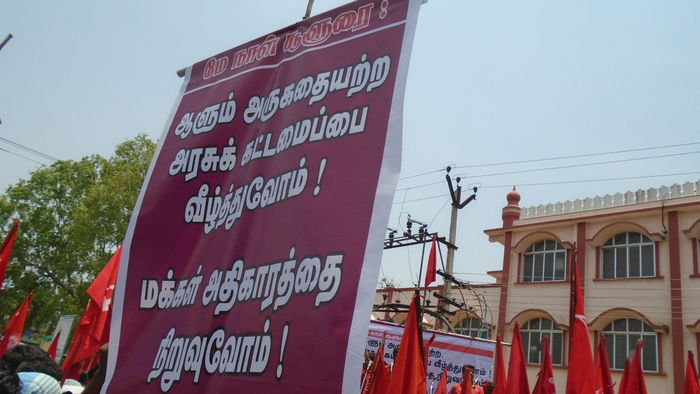 மே நாள் சூளுரை :
ஆளும் அருகதையற்ற
அரசுக் கட்டமைப்பை
வீழ்த்துவோம் !
மக்கள் அதிகாரத்தை
நிறுவுவோம் !
வீழ்த்துவோம் !